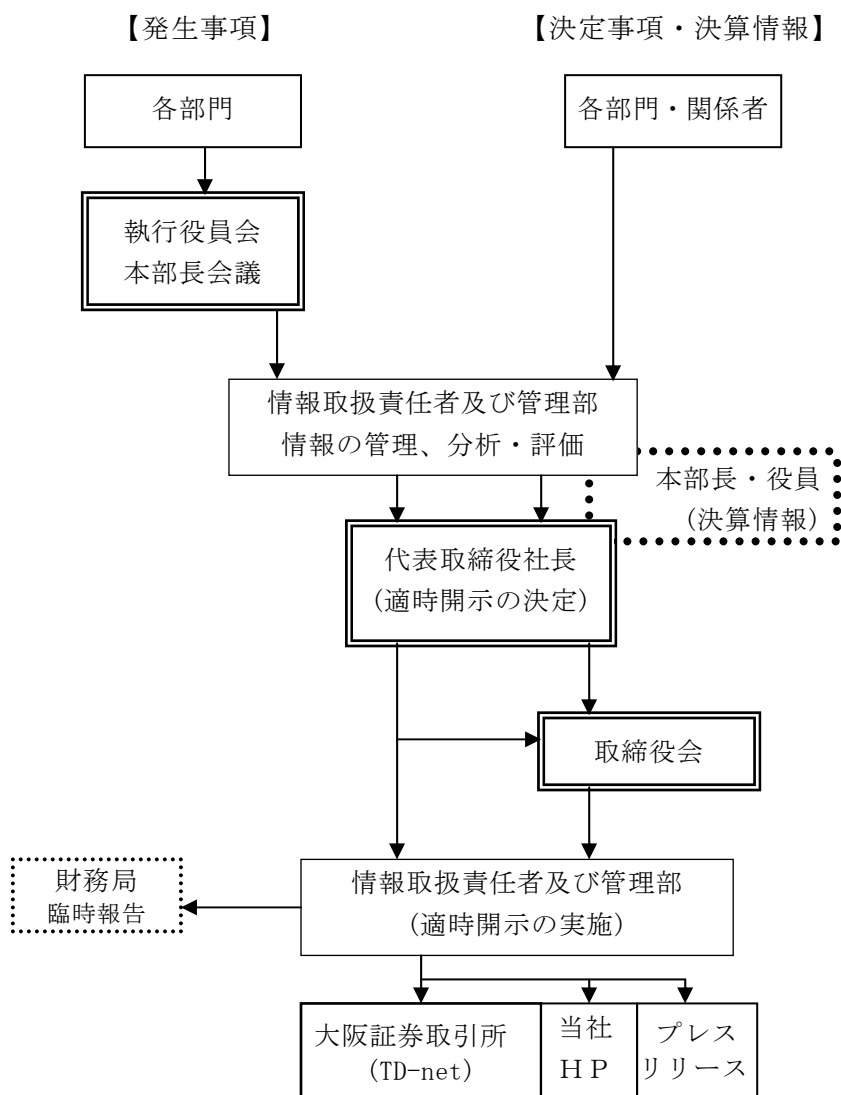 【発生事項】
【決定事項・決算情報】
各部門
各部門・関係者
執行役員会
本部長会議
情報取扱責任者及び管理部
情報の管理、分析・評価
本部長・役員
(決算情報)
代表取締役社長
(適時開示の決定)
取締役会
財務局
臨時報告
情報取扱責任者及び管理部
(適時開示の実施)
大阪証券取引所
(TD-net)
当社
ＨＰ
プレス
リリース